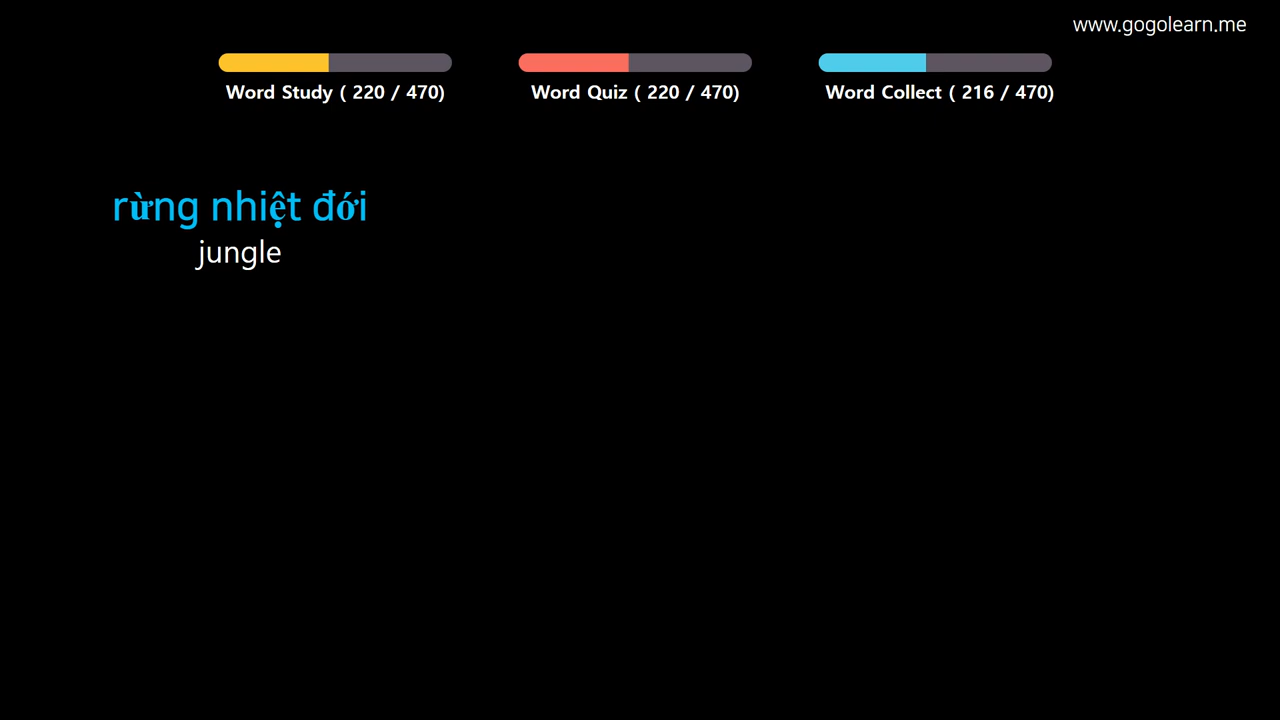 www.gogolearn.me
Word Study ( 220 / 470)
Word Quiz ( 220 / 470)
Word Collect ( 216 / 470)
rừng nhiệt đới
jungle